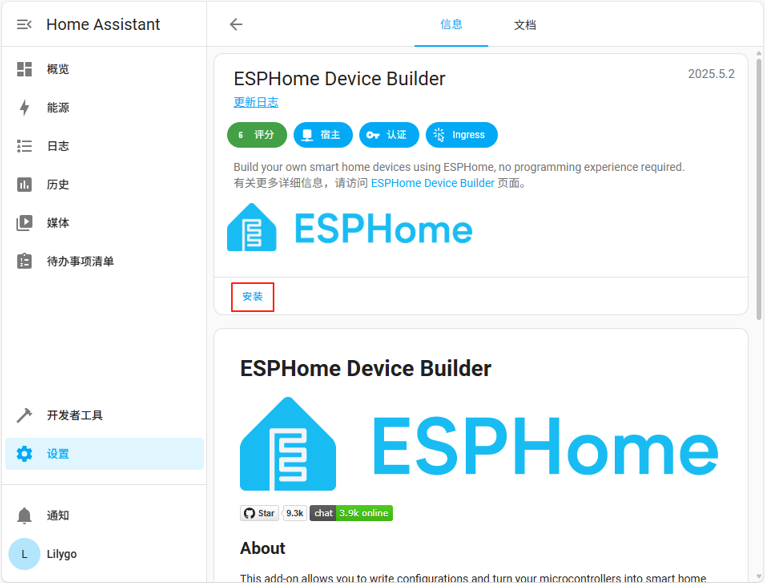 Home Assistant
信息
文档
概览
能源
日志
历史
媒体
待办事项清单
开发者工具
设置
通知
L
Lilygo
ESPHome Device Builder
2025.5.2
更新日志
6 评分
宿主
认证
Ingress
Build your own smart home devices using ESPHome, no programming experience required.
有关更多详细信息，请访问 ESPHome Device Builder 页面。
ESPHome
安装
ESPHome Device Builder
ESPHome
Star 9.3k chat 3.9k online
About
This add-on allows you to write configurations and turn your microcontrollers into smart home